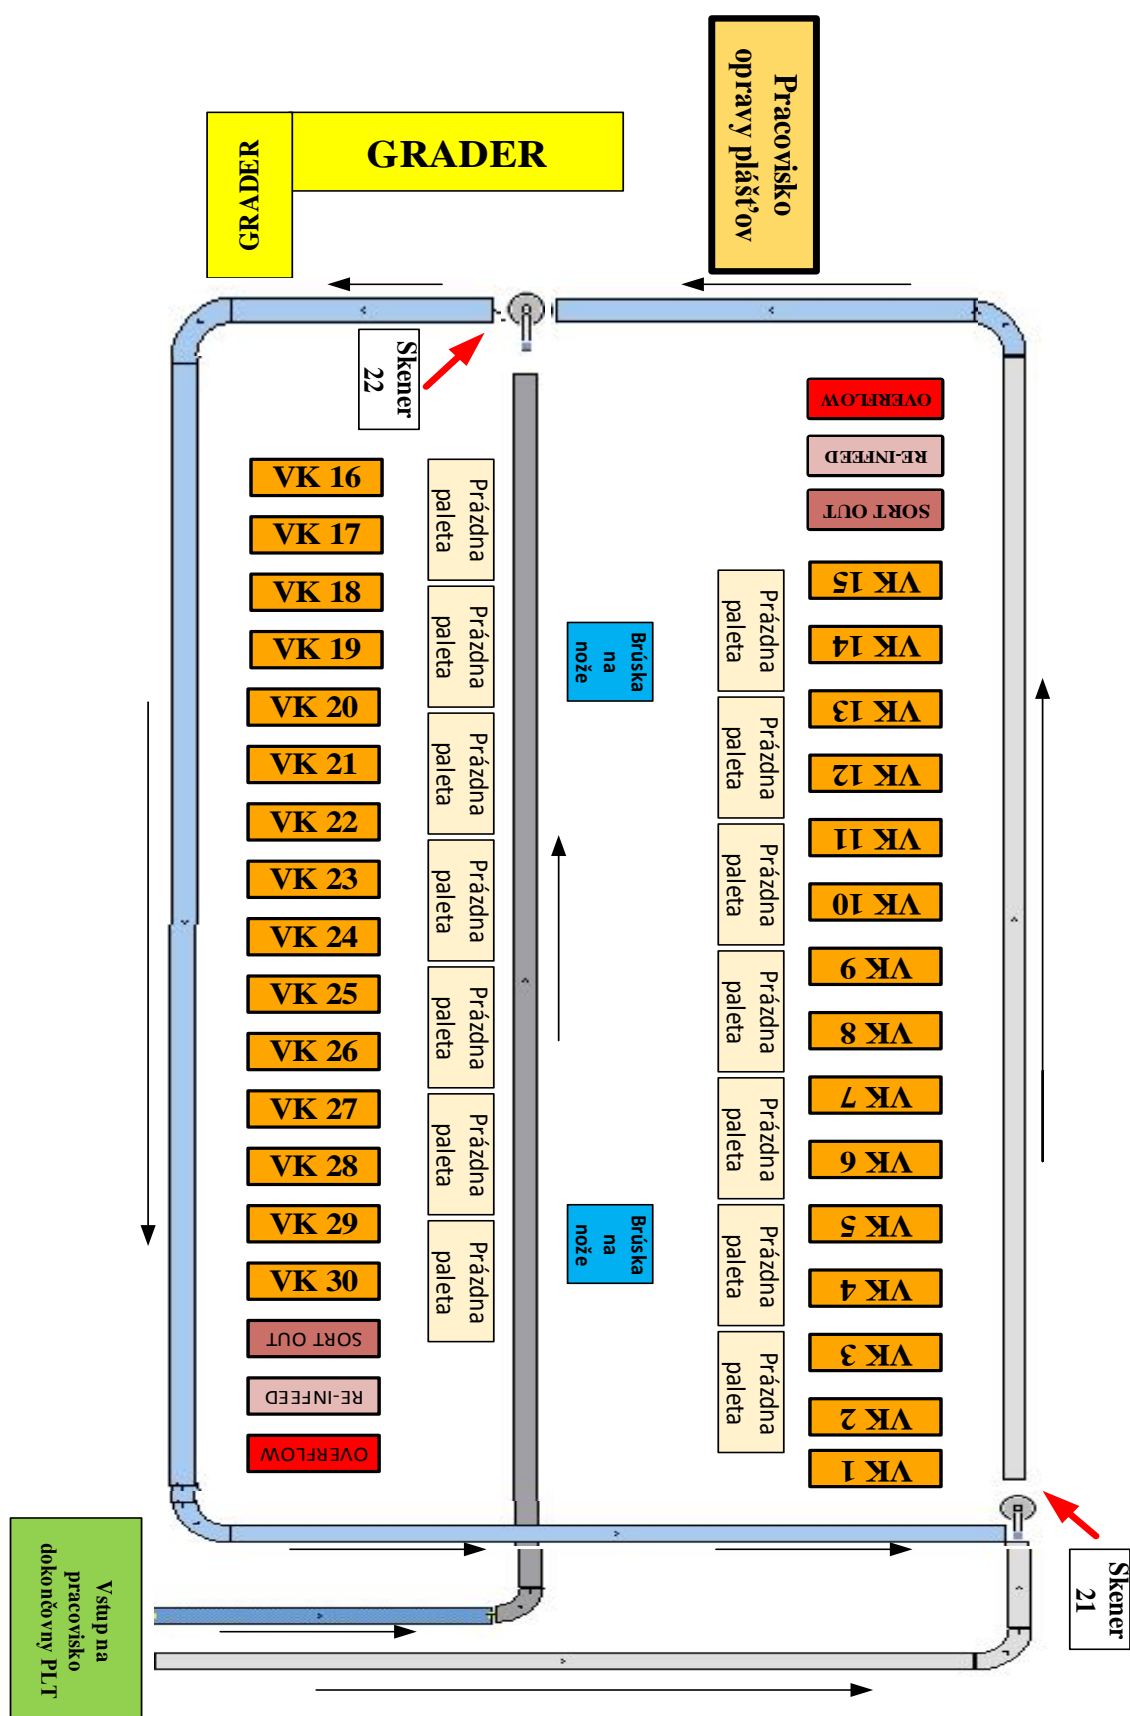 Pracovisko
opravy plášťov
GRADER
GRADER
Skener
22
OVERFLOW
RE-INFEED
SORT OUT
VK 16
VK 17
VK 18
VK 19
VK 20
VK 21
VK 22
VK 23
VK 24
VK 25
VK 26
VK 27
VK 28
VK 29
VK 30
SORT OUT
RE-INFEED
OVERFLOW
Prázdna
paleta
Prázdna
paleta
Prázdna
paleta
Prázdna
paleta
Prázdna
paleta
Prázdna
paleta
Prázdna
paleta
Brúska
na
nože
Brúska
na
nože
Prázdna
paleta
Prázdna
paleta
Prázdna
paleta
Prázdna
paleta
Prázdna
paleta
Prázdna
paleta
Prázdna
paleta
VK 15
VK 14
VK 13
VK 12
VK 11
VK 10
VK 9
VK 8
VK 7
VK 6
VK 5
VK 4
VK 3
VK 2
VK 1
Skener
21
Vstup na
pracovisko
dokončovny PLT